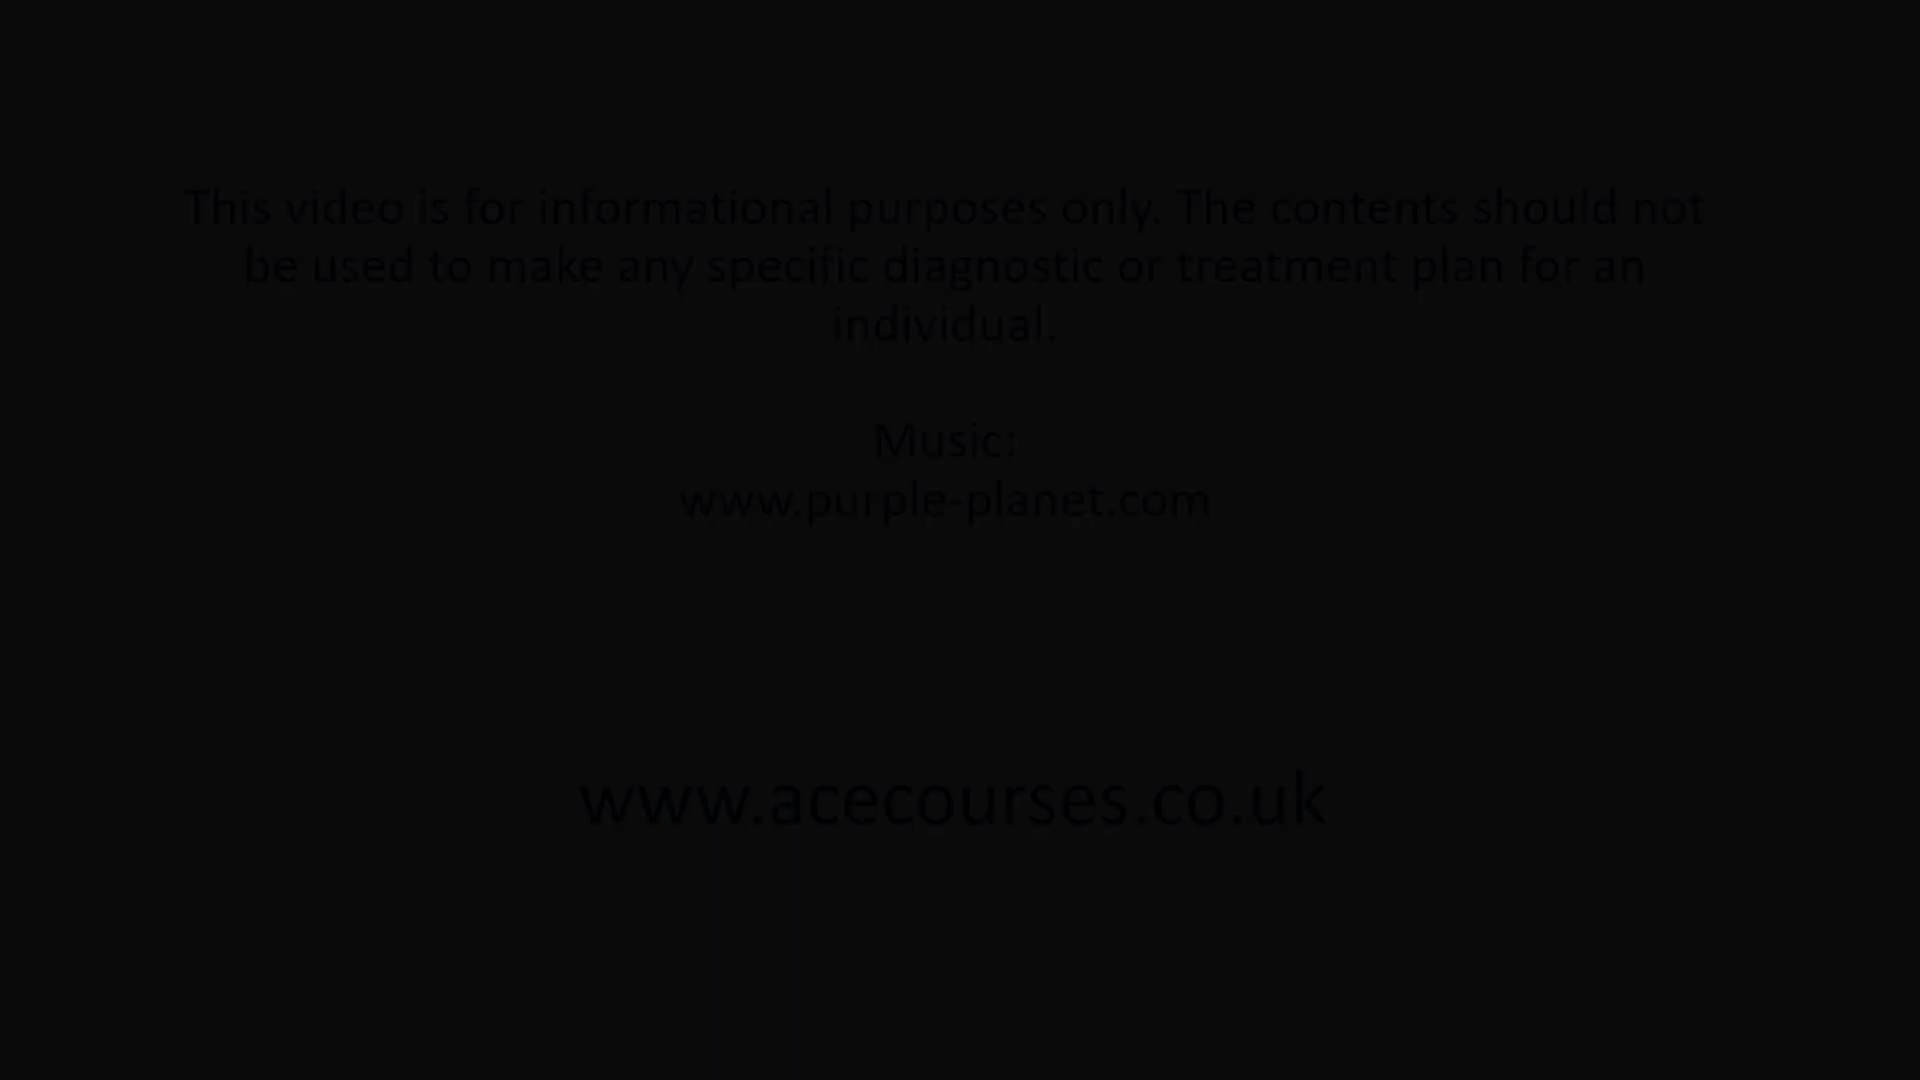 This video is for informational purposes only. The contents should not
be used to make any specific diagnostic or treatment plan for an
individual.
Music:
www.purple-planet.com
www.acecourses.co.uk